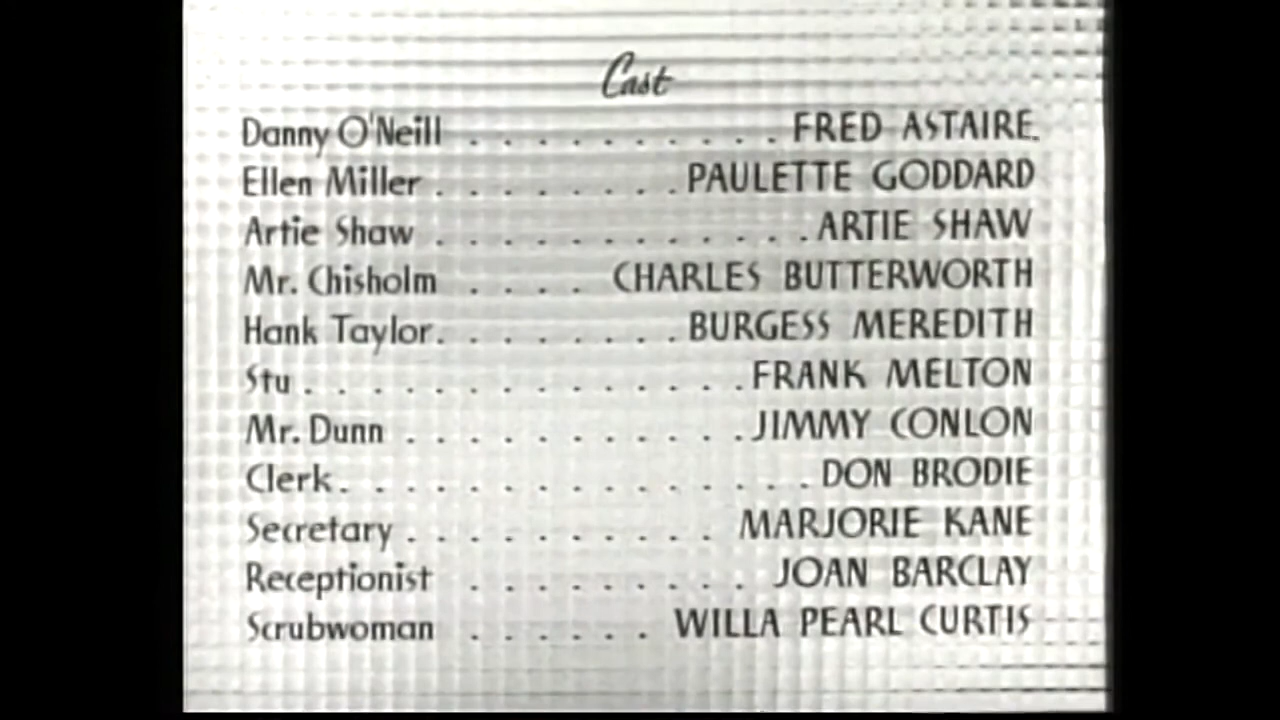 Cast
Danny O'Neill . . . . . . . . . . FRED ASTAIRE.
Ellen Miller . . . . . . . . PAULETTE GODDARD
Artie Shaw . . . . . . . . . . . . ARTIE SHAW
Mr. Chisholm . . . . CHARLES BUTTERWORTH
Hank Taylor. . . . . . . . BURGESS MEREDITH
Stu . . . . . . . . . . . . . . FRANK MELTON
Mr. Dunn . . . . . . . . . . . JIMMY CONLON
Clerk. . . . . . . . . . . . . . . DON BRODIE
Secretary . . . . . . . . . . MARJORIE KANE
Receptionist . . . . . . . . . JOAN BARCLAY
Scrubwoman . . . . . . WILLA PEARL CURTIS